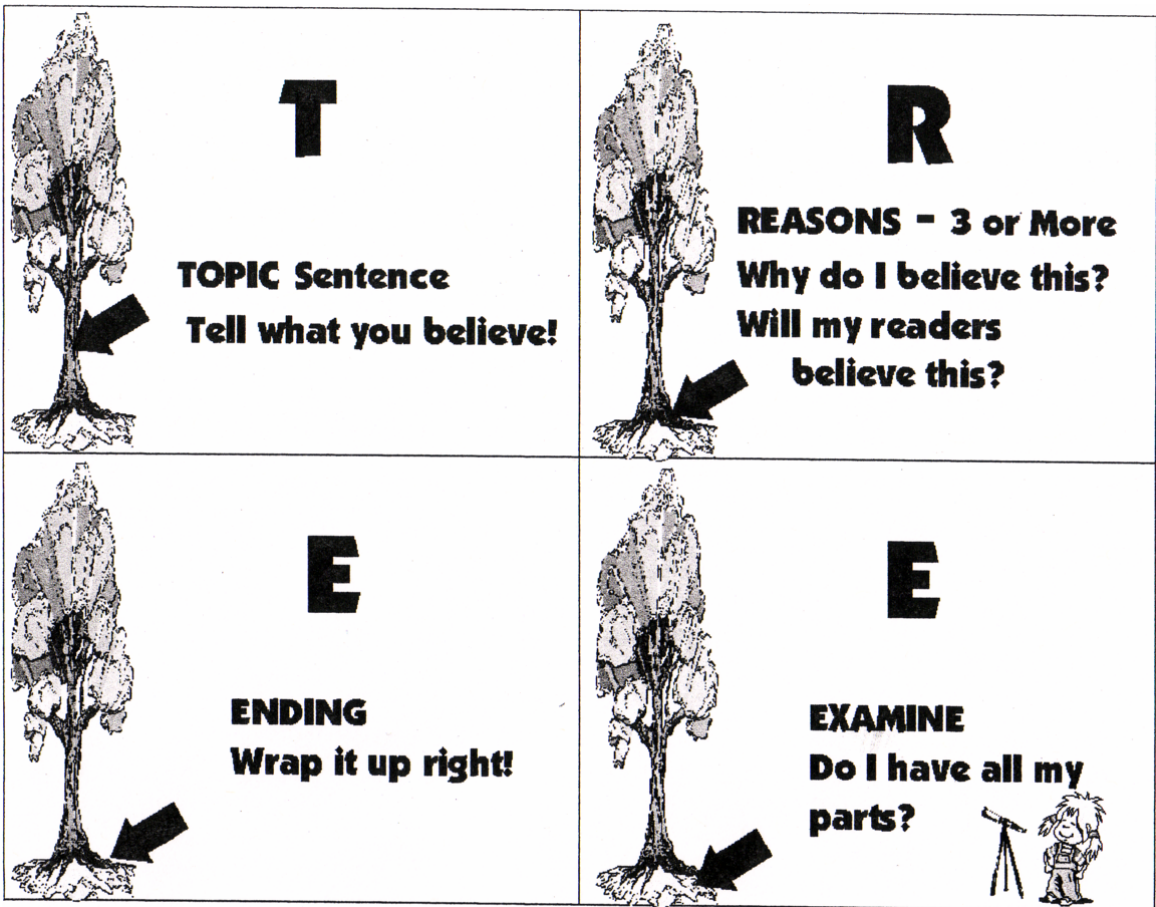 T
TOPIC Sentence
Tell what you believe!
R
REASONS - 3 or More
Why do I believe this?
Will my readers
believe this?
E
ENDING
Wrap it up right!
E
EXAMINE
Do I have all my
parts?